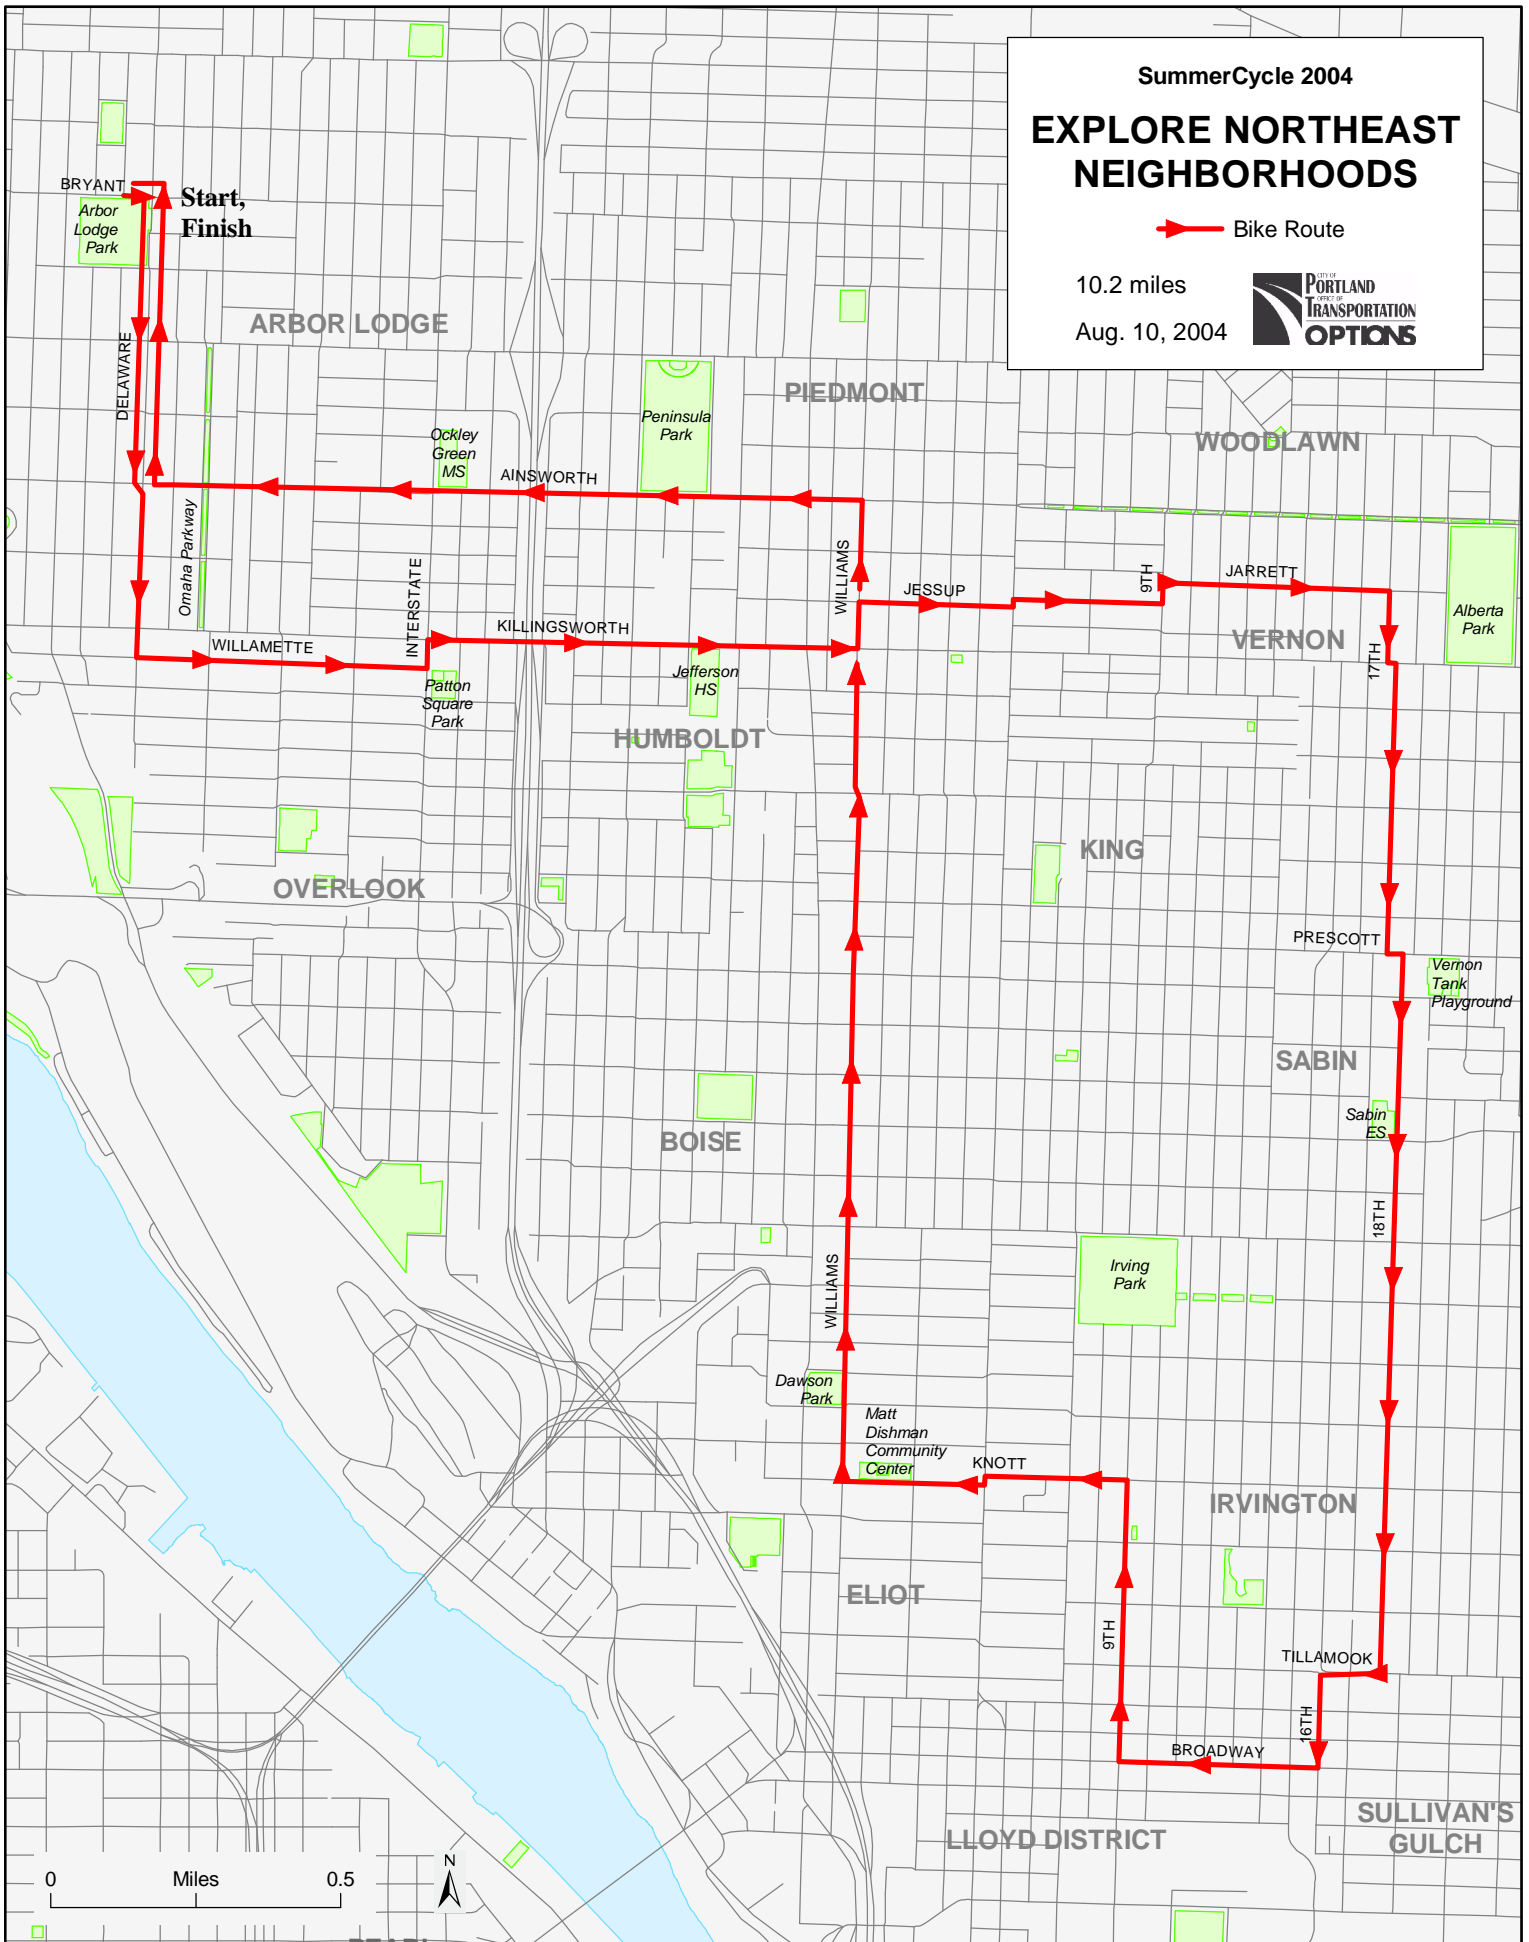 SummerCycle 2004
EXPLORE NORTHEAST
NEIGHBORHOODS
Bike Route
10.2 miles
Aug. 10, 2004
CITY OF
PORTLAND
OFFICE OF
TRANSPORTATION
OPTIONS
BRYANT
Start,
Finish
Arbor
Lodge
Park
ARBOR LODGE
DELAWARE
PIEDMONT
Peninsula
Park
WOODLAWN
Ockley
Green
MS
AINSWORTH
Omaha Parkway
INTERSTATE
WILLIAMS
JESSUP
9TH
JARRETT
Alberta
Park
WILLAMETTE
KILLINGSWORTH
VERNON
17TH
Patton
Square
Park
Jefferson
HS
HUMBOLDT
KING
OVERLOOK
PRESCOTT
Vernon
Tank
Playground
SABIN
Sabin
ES
BOISE
18TH
WILLIAMS
Irving
Park
Dawson
Park
Matt
Dishman
Community
Center
KNOTT
IRVINGTON
ELIOT
9TH
TILLAMOOK
16TH
BROADWAY
SULLIVAN'S
GULCH
LLOYD DISTRICT
0 Miles 0.5
N